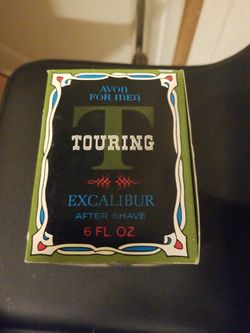 AVON
FOR MEN
T
TOURING
EXCALIBUR
AFTER SHAVE
6 FL. OZ